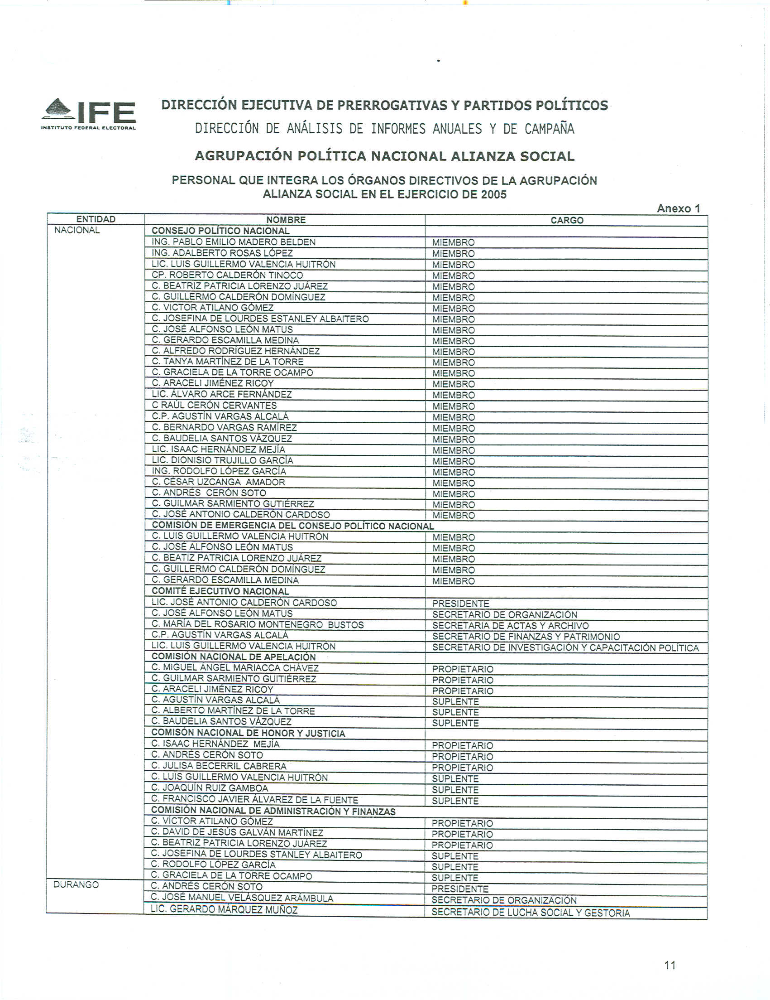 IFE
INSTITUTO FEDERAL ELECTORAL
DIRECCIÓN EJECUTIVA DE PRERROGATIVAS Y PARTIDOS POLÍTICOS
DIRECCIÓN DE ANÁLISIS DE INFORMES ANUALES Y DE CAMPAÑA
AGRUPACIÓN POLÍTICA NACIONAL ALIANZA SOCIAL
PERSONAL QUE INTEGRA LOS ÓRGANOS DIRECTIVOS DE LA AGRUPACIÓN
ALIANZA SOCIAL EN EL EJERCICIO DE 2005
Anexo 1
ENTIDAD NOMBRE CARGO
NACIONAL CONSEJO POLÍTICO NACIONAL
ING. PABLO EMILIO MADERO BELDEN MIEMBRO
ING. ADALBERTO ROSAS LÓPEZ MIEMBRO
LIC. LUIS GUILLERMO VALENCIA HUITRÓN MIEMBRO
CP. ROBERTO CALDERÓN TINOCO MIEMBRO
C. BEATRIZ PATRICIA LORENZO JUÁREZ MIEMBRO
C. GUILLERMO CALDERÓN DOMÍNGUEZ MIEMBRO
C. VICTOR ATILANO GÓMEZ MIEMBRO
C. JOSEFINA DE LOURDES ESTANLEY ALBAITERO MIEMBRO
C. JOSÉ ALFONSO LEÓN MATUS MIEMBRO
C. GERARDO ESCAMILLA MEDINA MIEMBRO
C. ALFREDO RODRÍGUEZ HERNÁNDEZ MIEMBRO
C. TANYA MARTÍNEZ DE LA TORRE MIEMBRO
C. GRACIELA DE LA TORRE OCAMPO MIEMBRO
C. ARACELI JIMÉNEZ RICOY MIEMBRO
LIC. ÁLVARO ARCE FERNÁNDEZ MIEMBRO
C RAÚL CERÓN CERVANTES MIEMBRO
C.P. AGUSTÍN VARGAS ALCALÁ MIEMBRO
C. BERNARDO VARGAS RAMÍREZ MIEMBRO
C. BAUDELIA SANTOS VÁZQUEZ MIEMBRO
LIC. ISAAC HERNÁNDEZ MEJÍA MIEMBRO
LIC. DIONISIO TRUJILLO GARCÍA MIEMBRO
ING. RODOLFO LÓPEZ GARCÍA MIEMBRO
C. CÉSAR UZCANGA AMADOR MIEMBRO
C. ANDRÉS CERÓN SOTO MIEMBRO
C. GUILMAR SARMIENTO GUTIÉRREZ MIEMBRO
C. JOSÉ ANTONIO CALDERÓN CARDOSO MIEMBRO
COMISIÓN DE EMERGENCIA DEL CONSEJO POLÍTICO NACIONAL
C. LUIS GUILLERMO VALENCIA HUITRÓN MIEMBRO
C. JOSÉ ALFONSO LEÓN MATUS MIEMBRO
C. BEATIZ PATRICIA LORENZO JUÁREZ MIEMBRO
C. GUILLERMO CALDERÓN DOMÍNGUEZ MIEMBRO
C. GERARDO ESCAMILLA MEDINA MIEMBRO
COMITÉ EJECUTIVO NACIONAL
LIC. JOSÉ ANTONIO CALDERÓN CARDOSO PRESIDENTE
C. JOSÉ ALFONSO LEÓN MATUS SECRETARIO DE ORGANIZACIÓN
C. MARÍA DEL ROSARIO MONTENEGRO BUSTOS SECRETARIA DE ACTAS Y ARCHIVO
C.P. AGUSTÍN VARGAS ALCALÁ SECRETARIO DE FINANZAS Y PATRIMONIO
LIC. LUIS GUILLERMO VALENCIA HUITRÓN SECRETARIO DE INVESTIGACIÓN Y CAPACITACIÓN POLÍTICA
COMISIÓN NACIONAL DE APELACIÓN
C. MIGUEL ÁNGEL MARIACCA CHÁVEZ PROPIETARIO
C. GUILMAR SARMIENTO GUITIÉRREZ PROPIETARIO
C. ARACELI JIMÉNEZ RICOY PROPIETARIO
C. AGUSTÍN VARGAS ALCALÁ SUPLENTE
C. ALBERTO MARTÍNEZ DE LA TORRE SUPLENTE
C. BAUDELIA SANTOS VÁZQUEZ SUPLENTE
COMISÓN NACIONAL DE HONOR Y JUSTICIA
C. ISAAC HERNÁNDEZ MEJÍA PROPIETARIO
C. ANDRÉS CERÓN SOTO PROPIETARIO
C. JULISA BECERRIL CABRERA PROPIETARIO
C. LUIS GUILLERMO VALENCIA HUITRÓN SUPLENTE
C. JOAQUÍN RUIZ GAMBOA SUPLENTE
C. FRANCISCO JAVIER ÁLVAREZ DE LA FUENTE SUPLENTE
COMISIÓN NACIONAL DE ADMINISTRACIÓN Y FINANZAS
C. VÍCTOR ATILANO GÓMEZ PROPIETARIO
C. DAVID DE JESÚS GALVÁN MARTÍNEZ PROPIETARIO
C. BEATRIZ PATRICIA LORENZO JUÁREZ PROPIETARIO
C. JOSEFINA DE LOURDES STANLEY ALBAITERO SUPLENTE
C. RODOLFO LÓPEZ GARCÍA SUPLENTE
C. GRACIELA DE LA TORRE OCAMPO SUPLENTE
DURANGO C. ANDRÉS CERÓN SOTO PRESIDENTE
C. JOSÉ MANUEL VELÁSQUEZ ARÁMBULA SECRETARIO DE ORGANIZACIÓN
LIC. GERARDO MÁRQUEZ MUÑOZ SECRETARIO DE LUCHA SOCIAL Y GESTORIA
11